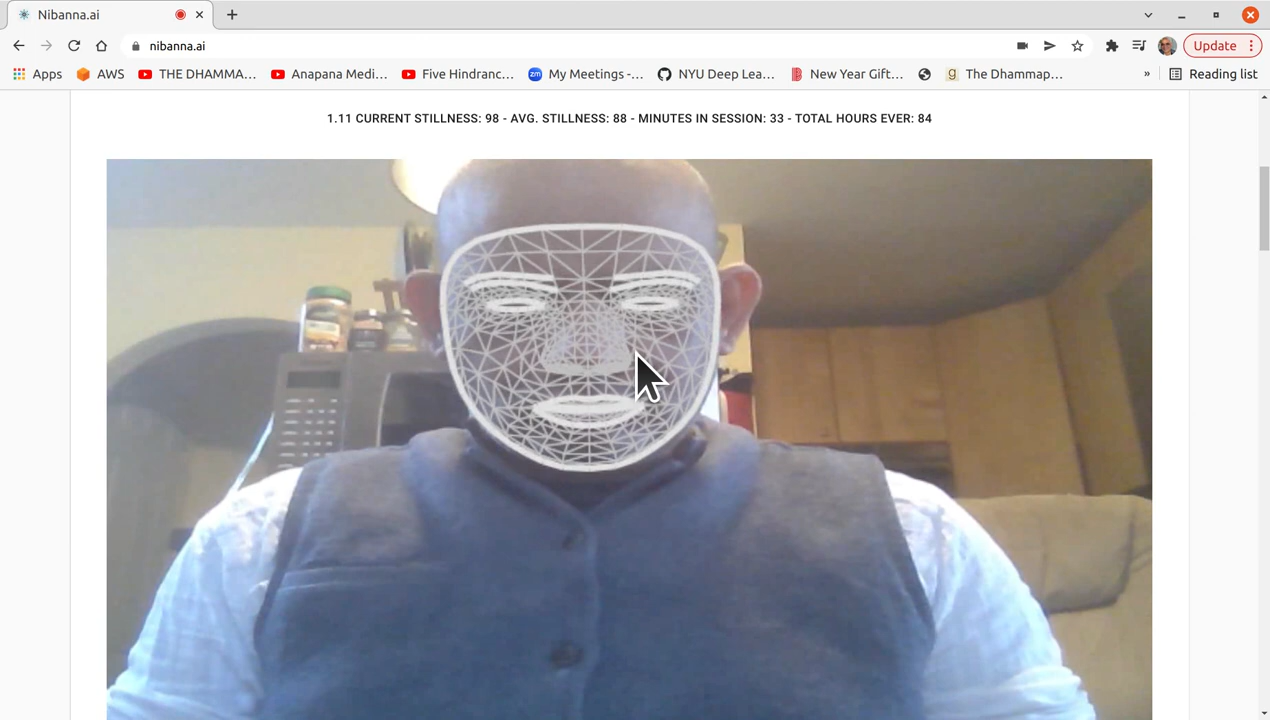 Nibanna.ai
nibanna.ai
Update
Apps
AWS
THE DHAMMA...
Anapana Medi...
Five Hindranc...
zm
My Meetings -...
NYU Deep Lea...
New Year Gift...
g
The Dhammap...
»
Reading list
1.11 CURRENT STILLNESS: 98 - AVG. STILLNESS: 88 - MINUTES IN SESSION: 33 - TOTAL HOURS EVER: 84